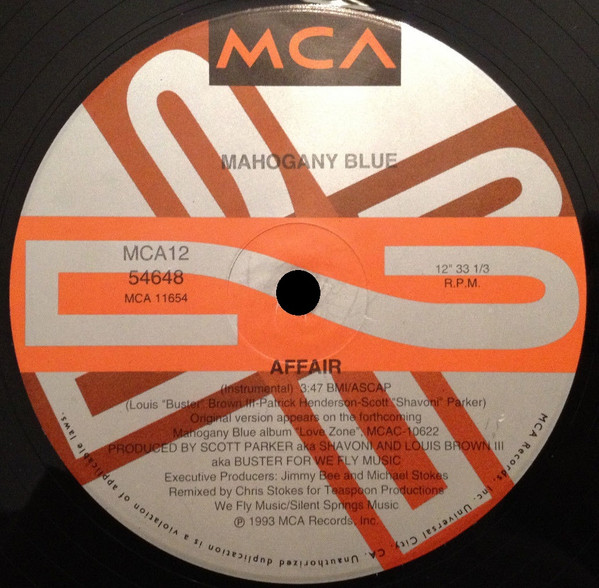 MCA
MAHOGANY BLUE
MCA12
54648
MCA 11654
12" 33 1/3
R.P.M.
AFFAIR
(Instrumental) 3:47 BMI/ASCAP
(Louis "Buster" Brown III-Patrick Henderson-Scott "Shavoni" Parker)
Original version appears on the forthcoming
Mahogany Blue album "Love Zone", MCAC-10622
PRODUCED BY SCOTT PARKER aka SHAVONI AND LOUIS BROWN III
aka BUSTER FOR WE FLY MUSIC
Executive Producers: Jimmy Bee and Michael Stokes
Remixed by Chris Stokes for Teaspoon Productions
We Fly Music/Silent Springs Music
℗ 1993 MCA Records, Inc.
MCA Records, Inc. Universal City, CA. Unauthorized duplication is a violation of applicable laws.